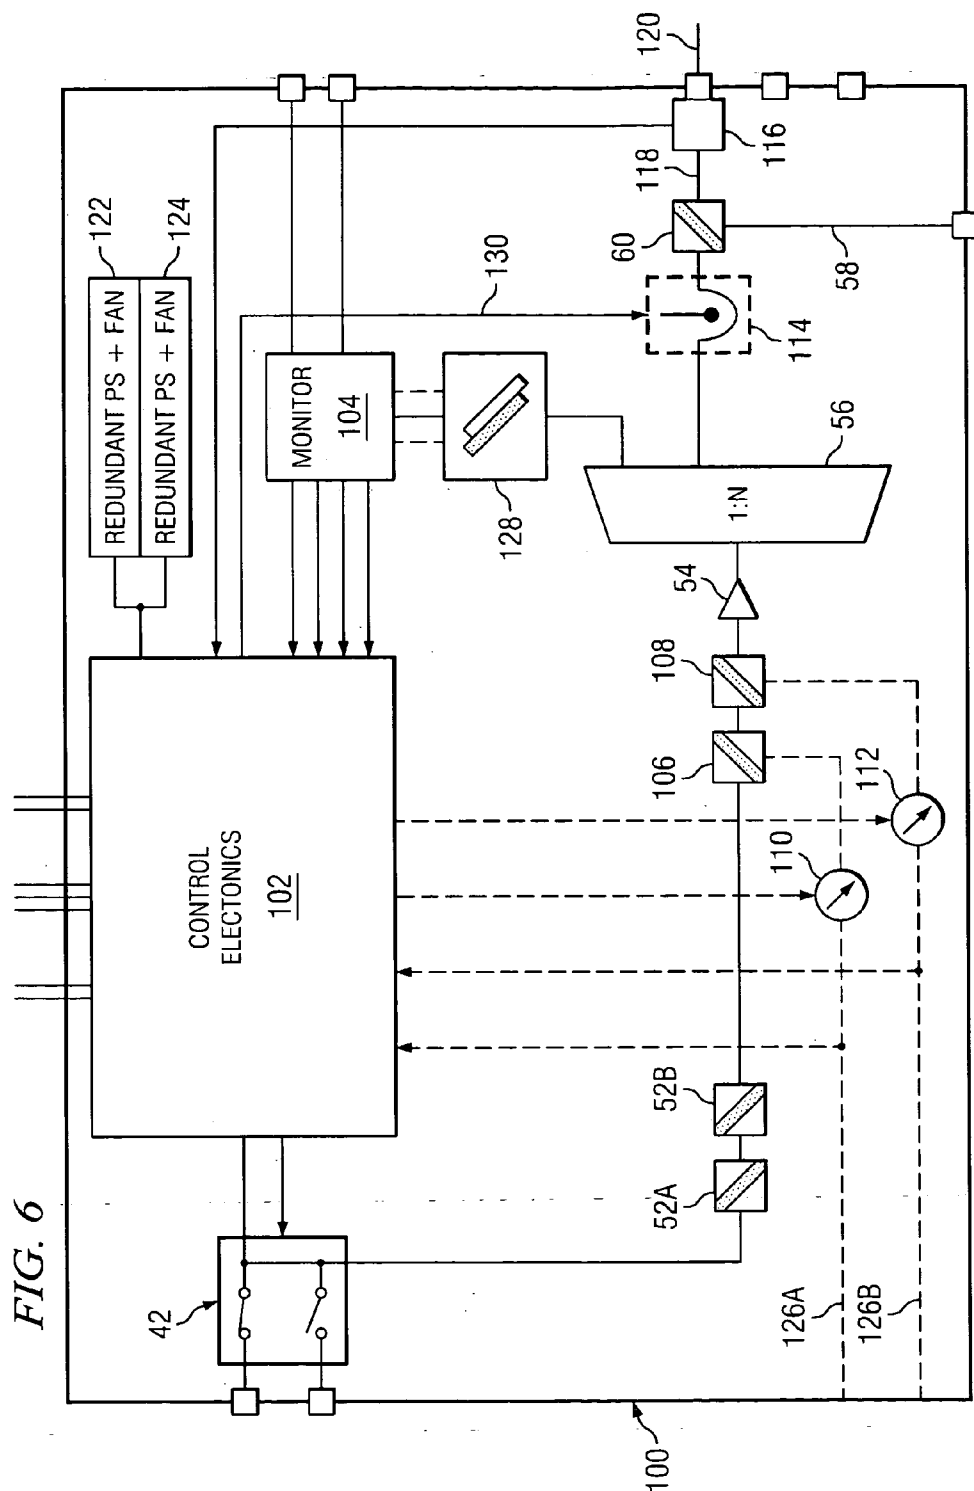 FIG. 6
42
CONTROL
ELECTONICS
102
REDUNDANT PS + FAN
REDUNDANT PS + FAN
122
124
MONITOR
104
130
128
120
116
118
60
58
114
56
1:N
54
108
106
112
110
52B
52A
126A
126B
100